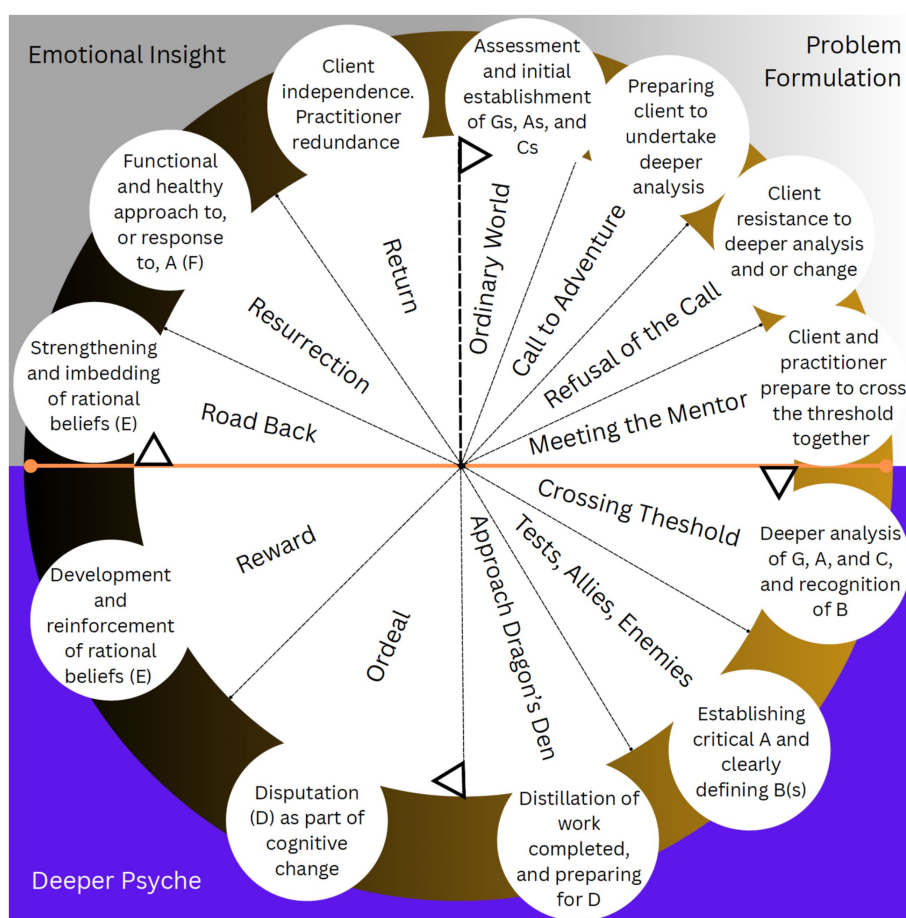 Emotional Insight
Problem
Formulation
Assessment
and initial
establishment
of Gs, As, and
Cs
Preparing
client to
undertake
deeper
analysis
Client
resistance to
deeper analysis
and or change
Client and
practitioner
prepare to cross
the threshold
together
Deeper analysis
of G, A, and C,
and recognition
of B
Establishing
critical A and
clearly
defining B(s)
Distillation of
work
completed,
and preparing
for D
Disputation
(D) as part of
cognitive
change
Development
and
reinforcement
of rational
beliefs (E)
Strengthening
and imbedding
of rational
beliefs (E)
Functional
and healthy
approach to,
or response
to, A (F)
Client
independence.
Practitioner
redundance
Ordinary World
Call to Adventure
Refusal of the Call
Meeting the Mentor
Crossing Theshold
Tests, Allies, Enemies
Approach Dragon's Den
Ordeal
Reward
Road Back
Resurrection
Return
Deeper Psyche